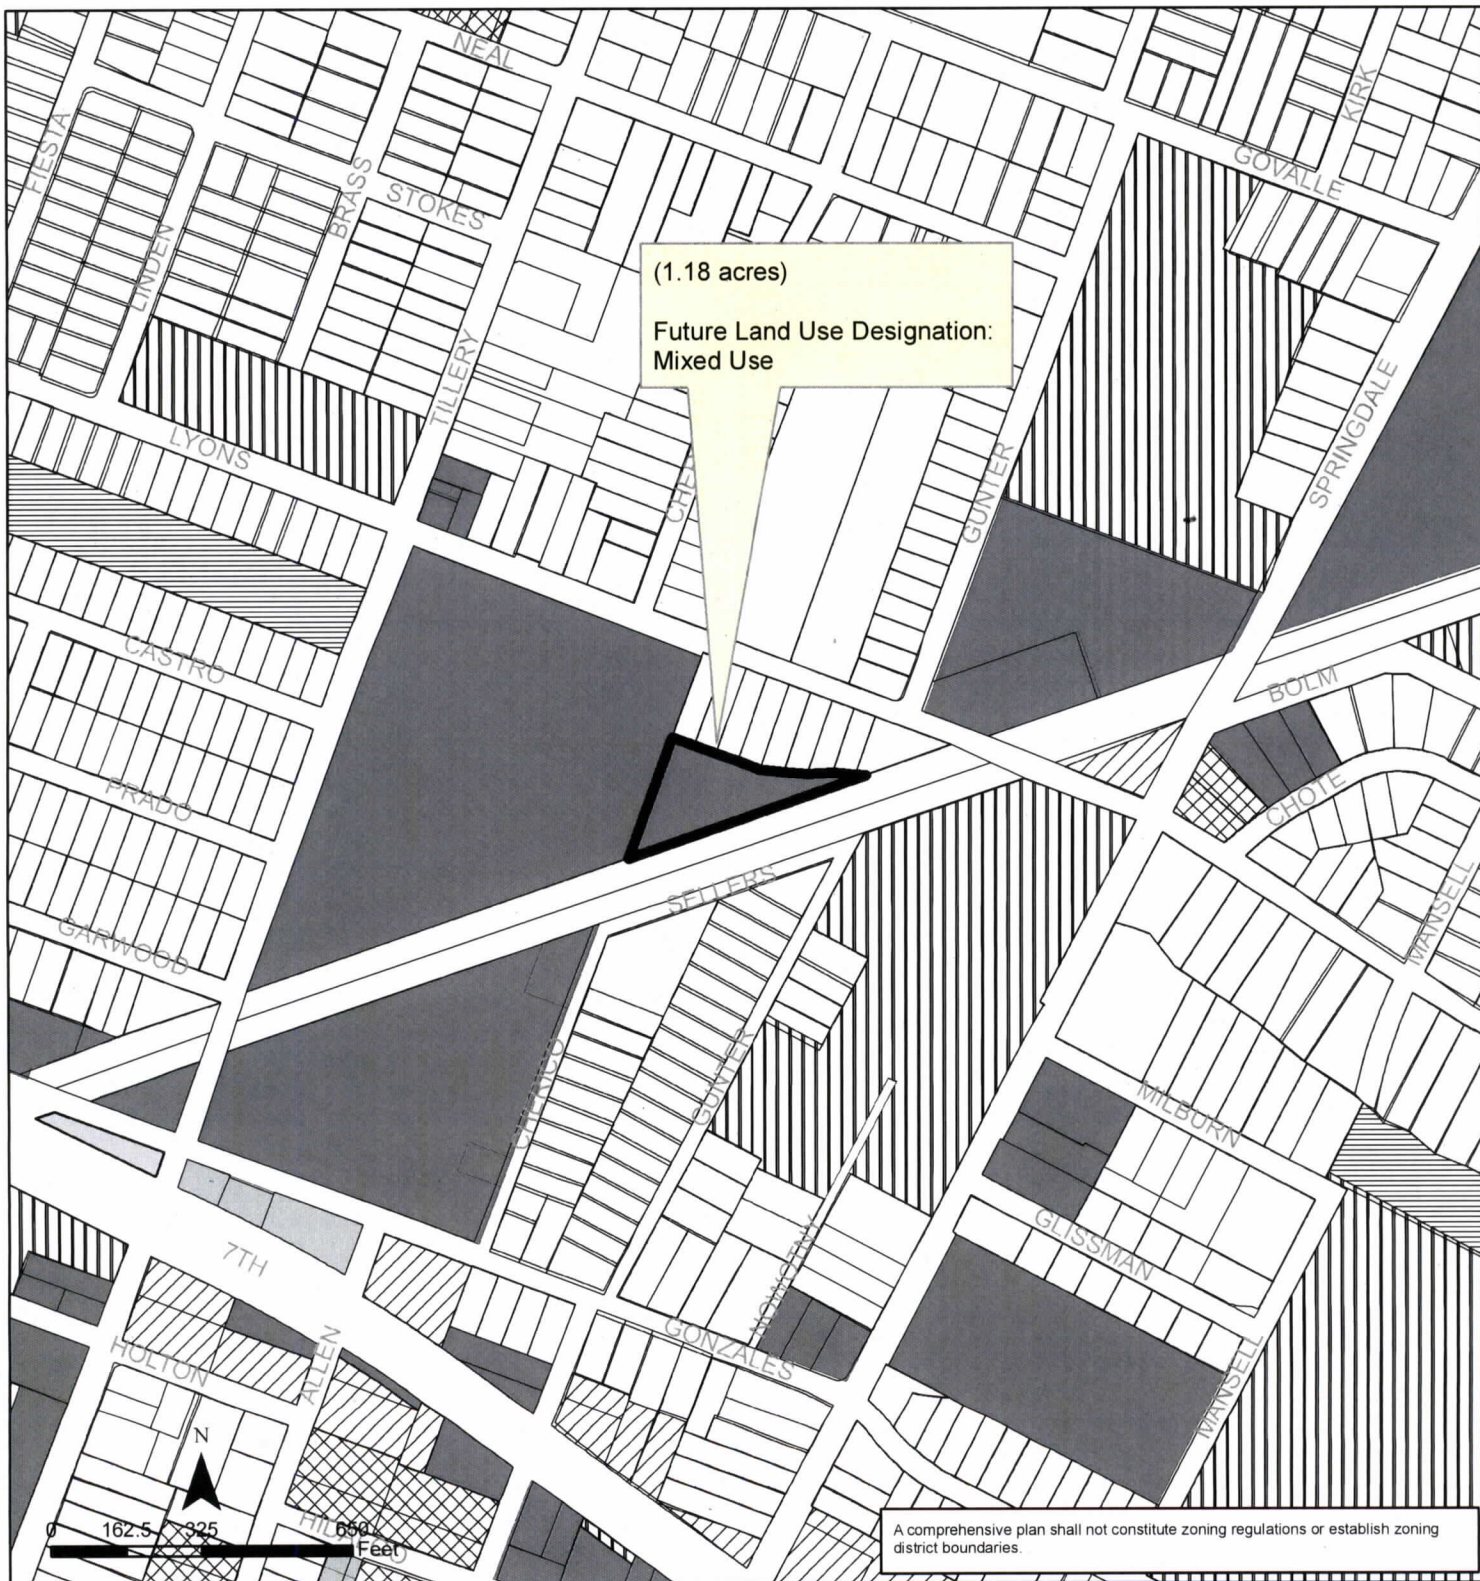 NEAL
KIRK
FIESTA
GOVALLE
BRASS
STOKES
LINDEN
(1.18 acres)
Future Land Use Designation:
Mixed Use
TILLERY
SPRINGDALE
LYONS
GUNTER
CASTRO
BOLM
PRADO
CHOTE
SELLERS
MANSELL
GARWOOD
GUNTER
CHERICO
MILBURN
7TH
GLISSMAN
GONZALES
HOLTON
ALLEN
MANSELL
N
0 162.5 325 650
Feet
A comprehensive plan shall not constitute zoning regulations or establish zoning
district boundaries.